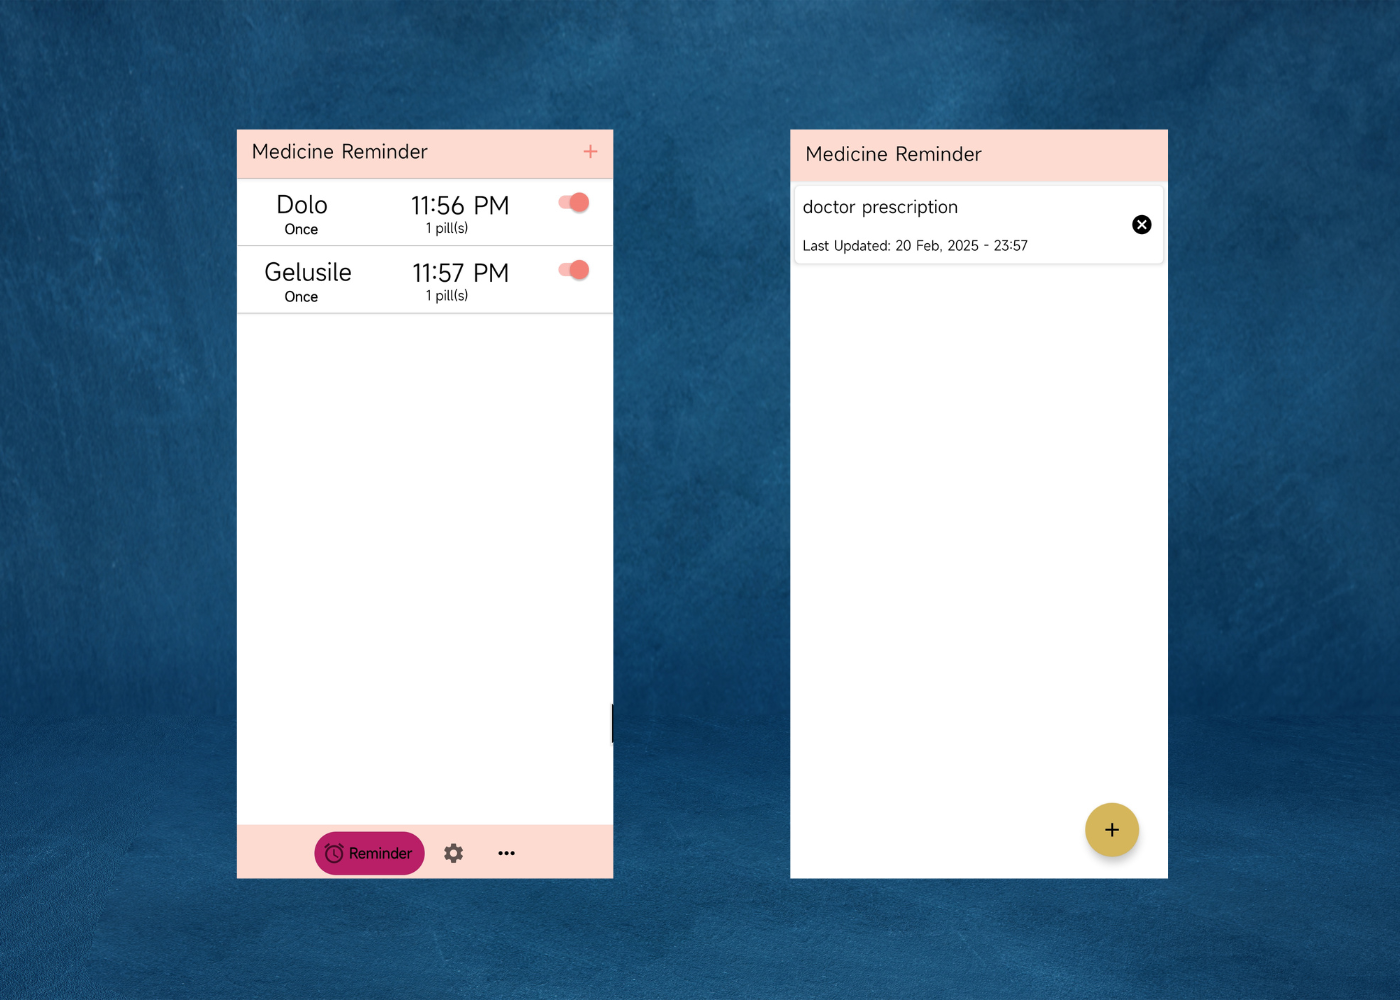 Medicine Reminder
Dolo 11:56 PM
Once 1 pill(s)
Gelusile 11:57 PM
Once 1 pill(s)
Reminder
Medicine Reminder
doctor prescription
Last Updated: 20 Feb, 2025 - 23:57